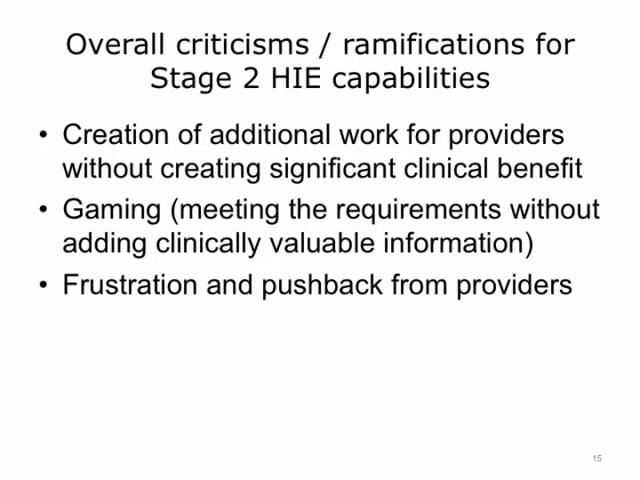 Overall criticisms / ramifications for
Stage 2 HIE capabilities
• Creation of additional work for providers
without creating significant clinical benefit
• Gaming (meeting the requirements without
adding clinically valuable information)
• Frustration and pushback from providers
15